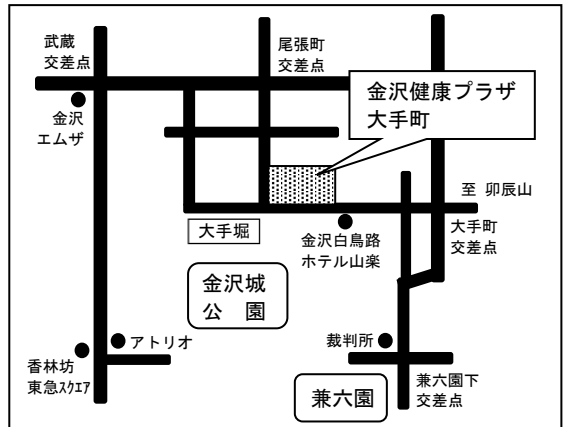 武蔵
交差点
尾張町
交差点
金沢健康プラザ
大手町
金沢
エムザ
至 卯辰山
大手堀
金沢白鳥路
ホテル山楽
大手町
交差点
金沢城
公 園
アトリオ
裁判所
香林坊
東急ｽｸｴｱ
兼六園
兼六園下
交差点